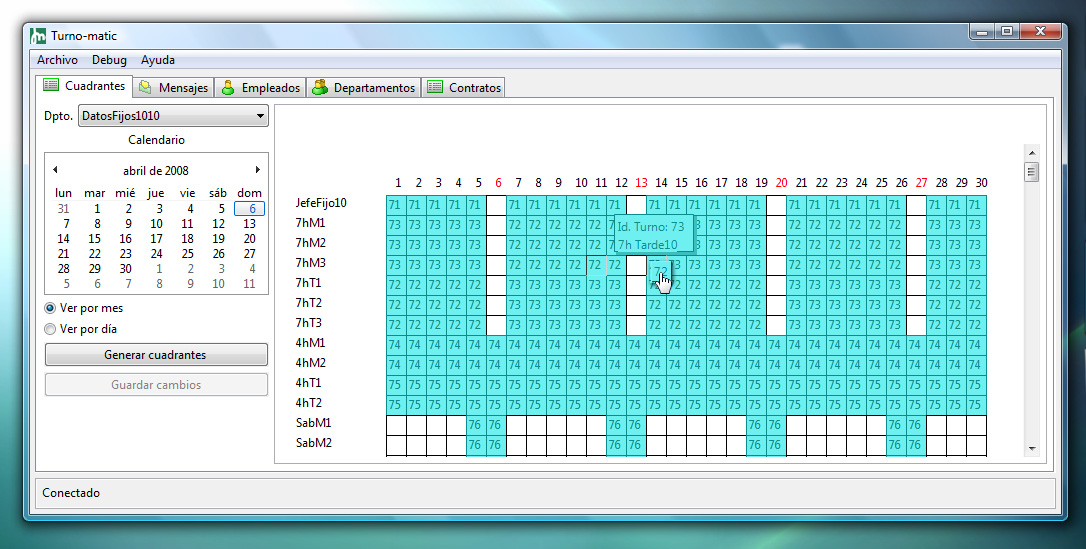 Turno-matic
Archivo Debug Ayuda
Cuadrantes Mensajes Empleados Departamentos Contratos
Dpto. DatosFijos1010
Calendario
abril de 2008
lun mar mié jue vie sáb dom
31 1 2 3 4 5 6
7 8 9 10 11 12 13
14 15 16 17 18 19 20
21 22 23 24 25 26 27
28 29 30 1 2 3 4
5 6 7 8 9 10 11
Ver por mes
Ver por día
Generar cuadrantes
Guardar cambios
1 2 3 4 5 6 7 8 9 10 11 12 13 14 15 16 17 18 19 20 21 22 23 24 25 26 27 28 29 30
JefeFijo10 71 71 71 71 71 71 71 71 71 71 71 71 71 71 71 71 71 71 71 71 71 71 71 71 71 71
7hM1 73 73 73 73 73 72 72 72 72 72 73 73 73 72 72 72 72 72 72 73 73 73
7hM2 73 73 73 73 73 72 72 72 72 72 73 73 73 72 72 72 72 72 72 73 73 73
7hM3 73 73 73 73 73 72 72 72 72 72 72 72 73 73 73 73 72 72 72 72 72 72 73 73 73
7hT1 72 72 72 72 72 73 73 73 73 73 73 72 72 72 72 73 73 73 73 73 73 72 72 72
7hT2 72 72 72 72 72 73 73 73 73 73 73 72 72 72 72 72 72 73 73 73 73 73 73 72 72 72
7hT3 72 72 72 72 72 73 73 73 73 73 73 72 72 72 72 72 72 73 73 73 73 73 73 72 72 72
4hM1 74 74 74 74 74 74 74 74 74 74 74 74 74 74 74 74 74 74 74 74 74 74 74 74 74 74 74 74 74 74
4hM2 74 74 74 74 74 74 74 74 74 74 74 74 74 74 74 74 74 74 74 74 74 74 74 74 74 74 74 74 74 74
4hT1 75 75 75 75 75 75 75 75 75 75 75 75 75 75 75 75 75 75 75 75 75 75 75 75 75 75 75 75 75 75
4hT2 75 75 75 75 75 75 75 75 75 75 75 75 75 75 75 75 75 75 75 75 75 75 75 75 75 75 75 75 75 75
SabM1 76 76 76 76 76 76 76 76
SabM2 76 76 76 76 76 76 76 76
Id. Turno: 73
7h Tarde10
Conectado